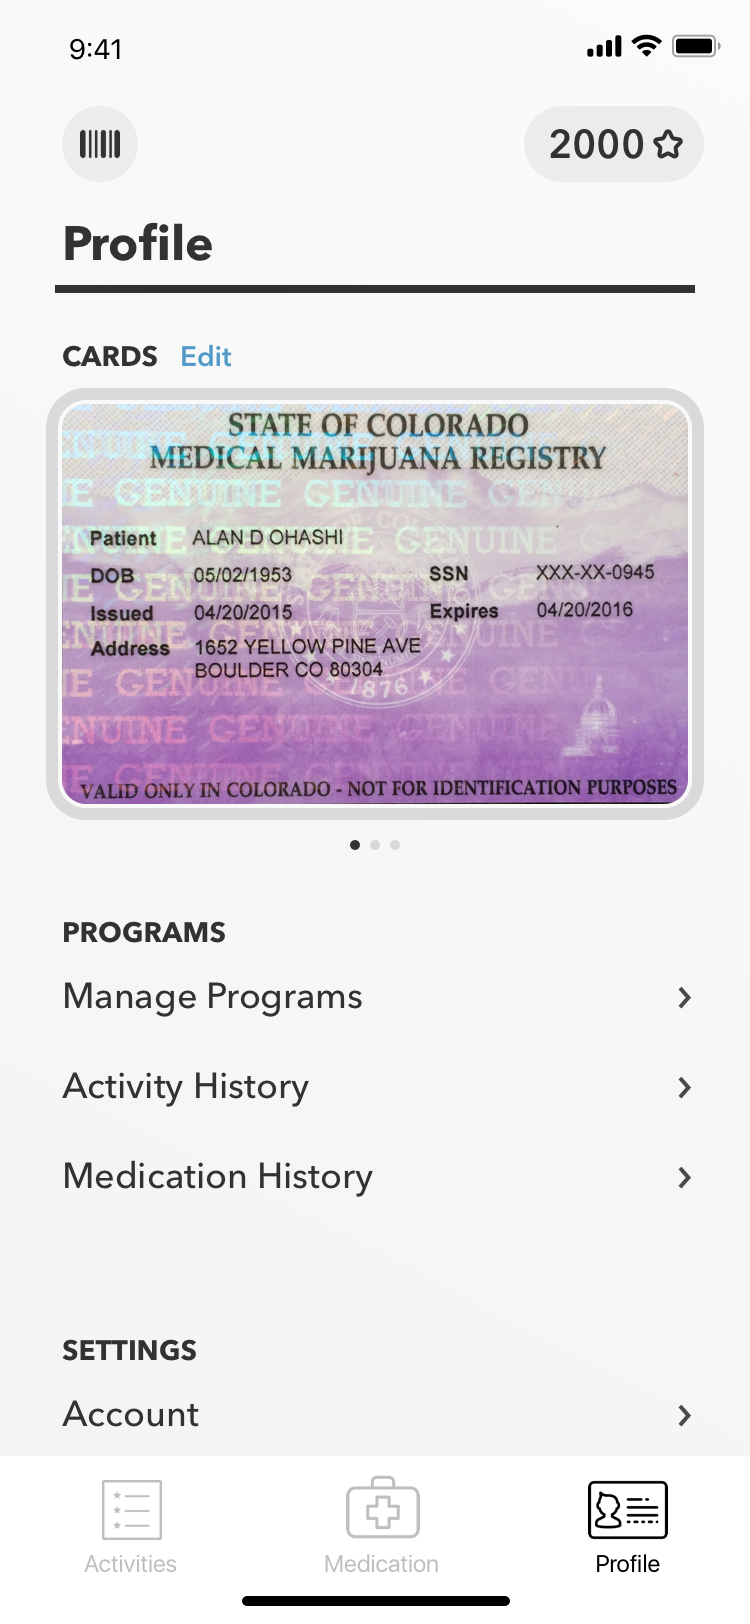 9:41
2000
Profile
CARDS Edit
STATE OF COLORADO
MEDICAL MARIJUANA REGISTRY
E GENUINE GENUINE GEN
Patient ALAN D OHASHI
DOB 05/02/1953 SSN XXX-XX-0945
Issued 04/20/2015 Expires 04/20/2016
Address 1652 YELLOW PINE AVE
BOULDER CO 80304
1876
VALID ONLY IN COLORADO - NOT FOR IDENTIFICATION PURPOSES
PROGRAMS
Manage Programs
Activity History
Medication History
SETTINGS
Account
Activities Medication Profile